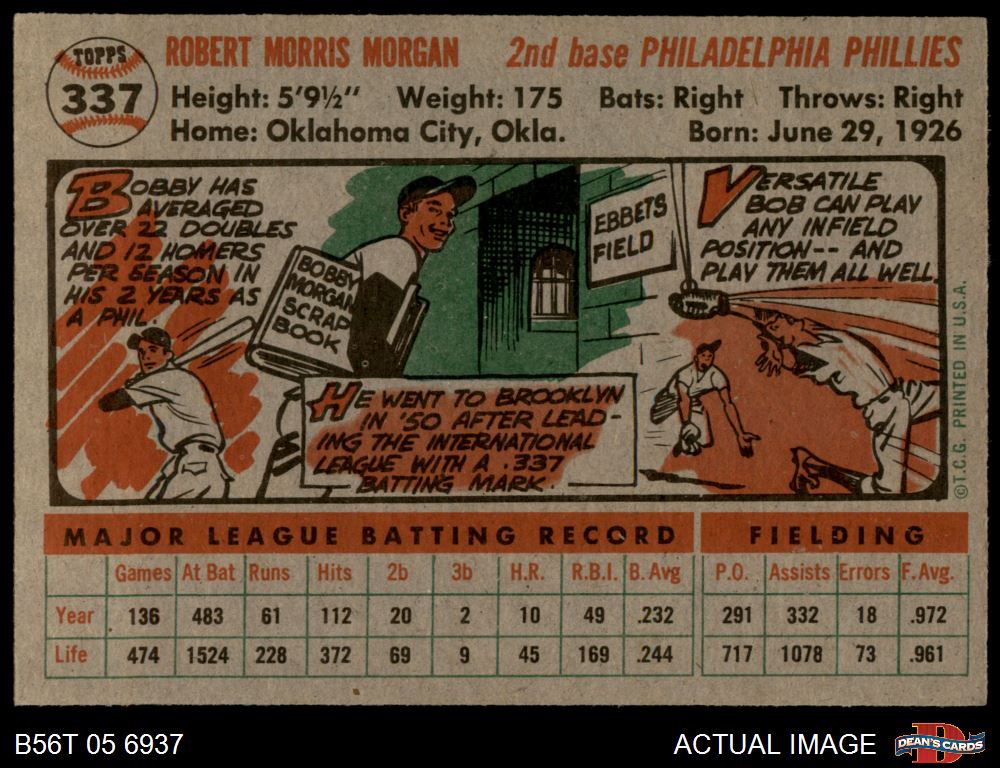 TOPPS
337
ROBERT MORRIS MORGAN 2nd base PHILADELPHIA PHILLIES
Height: 5'9½" Weight: 175 Bats: Right Throws: Right
Home: Oklahoma City, Okla. Born: June 29, 1926
BOBBY HAS
AVERAGED
OVER 22 DOUBLES
AND 12 HOMERS
PER SEASON IN
HIS 2 YEARS AS
A PHIL.
BOBBY
MORGAN
SCRAP
BOOK
HE WENT TO BROOKLYN
IN '50 AFTER LEAD-
ING THE INTERNATIONAL
LEAGUE WITH A .337
BATTING MARK
EBBETS
FIELD
VERSATILE
BOB CAN PLAY
ANY INFIELD
POSITION-- AND
PLAY THEM ALL WELL.
©T.C.G. PRINTED IN U.S.A.
MAJOR LEAGUE BATTING RECORD FIELDING
Games At Bat Runs Hits 2b 3b H.R. R.B.I. B. Avg P.O. Assists Errors F. Avg.
Year 136 483 61 112 20 2 10 49 .232 291 332 18 .972
Life 474 1524 228 372 69 9 45 169 .244 717 1078 73 .961
B56T 05 6937
ACTUAL IMAGE
D
DEAN'S CARDS